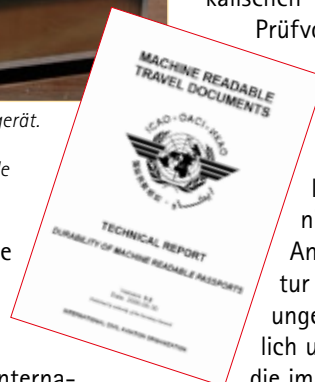 kalischen
Prüfvo
gerät.
MACHINE READABLE
TRAVEL DOCUMENTS
ICAO · OACI · ИКАО
TECHNICAL REPORT
DURABILITY OF MACHINE READABLE PASSPORTS
INTERNATIONAL CIVIL AVIATION ORGANIZATION
le
e
n
An
tur
unge
lich u
nterna-
die im